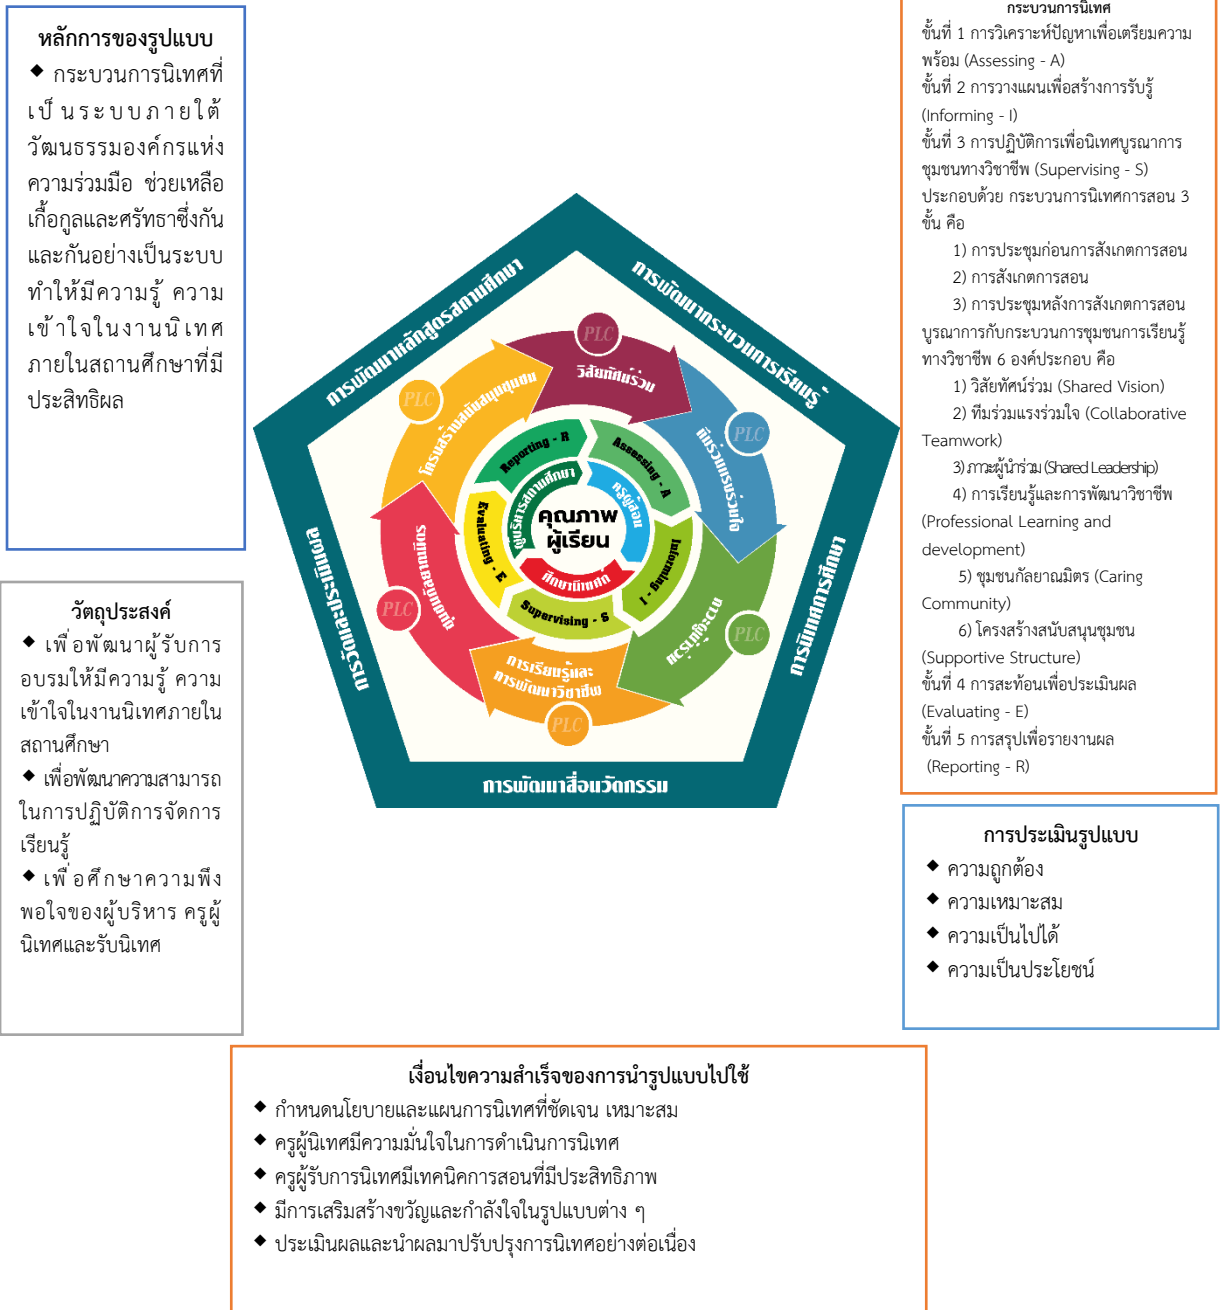 หลักการของรูปแบบ
◆ กระบวนการนิเทศที่
เป็นระบบภายใต้
วัฒนธรรมองค์กรแห่ง
ความร่วมมือ ช่วยเหลือ
เกื้อกูลและศรัทธาซึ่งกัน
และกันอย่างเป็นระบบ
ทำให้มีความรู้ ความ
เข้าใจในงานนิเทศ
ภายในสถานศึกษาที่มี
ประสิทธิผล
วัตถุประสงค์
◆ เพื่อพัฒนาผู้รับการ
อบรมให้มีความรู้ ความ
เข้าใจในงานนิเทศภายใน
สถานศึกษา
◆ เพื่อพัฒนาความสามารถ
ในการปฏิบัติการจัดการ
เรียนรู้
◆ เพื่อศึกษาความพึง
พอใจของผู้บริหาร ครูผู้
นิเทศและรับนิเทศ
การพัฒนาหลักสูตรสถานศึกษา
การพัฒนากระบวนการเรียนรู้
การนิเทศการศึกษา
การพัฒนาสื่อนวัตกรรม
การวัดและประเมินผล
PLC
วิสัยทัศน์ร่วม
PLC
ทีมร่วมแรงร่วมใจ
PLC
ภาวะผู้นำร่วม
PLC
การเรียนรู้และ
การพัฒนาวิชาชีพ
PLC
ชุมชนกัลยาณมิตร
PLC
โครงสร้างสนับสนุนชุมชน
Assessing - A
Informing - I
Supervising - S
Evaluating - E
Reporting - R
ผู้บริหารสถานศึกษา
ครูผู้สอน
ศึกษานิเทศก์
คุณภาพ
ผู้เรียน
กระบวนการนิเทศ
ขั้นที่ 1 การวิเคราะห์ปัญหาเพื่อเตรียมความ
พร้อม (Assessing - A)
ขั้นที่ 2 การวางแผนเพื่อสร้างการรับรู้
(Informing - I)
ขั้นที่ 3 การปฏิบัติการเพื่อนิเทศบูรณาการ
ชุมชนทางวิชาชีพ (Supervising - S)
ประกอบด้วย กระบวนการนิเทศการสอน 3
ขั้น คือ
1) การประชุมก่อนการสังเกตการสอน
2) การสังเกตการสอน
3) การประชุมหลังการสังเกตการสอน
บูรณาการกับกระบวนการชุมชนการเรียนรู้
ทางวิชาชีพ 6 องค์ประกอบ คือ
1) วิสัยทัศน์ร่วม (Shared Vision)
2) ทีมร่วมแรงร่วมใจ (Collaborative
Teamwork)
3) ภาวะผู้นำร่วม (Shared Leadership)
4) การเรียนรู้และการพัฒนาวิชาชีพ
(Professional Learning and
development)
5) ชุมชนกัลยาณมิตร (Caring
Community)
6) โครงสร้างสนับสนุนชุมชน
(Supportive Structure)
ขั้นที่ 4 การสะท้อนเพื่อประเมินผล
(Evaluating - E)
ขั้นที่ 5 การสรุปเพื่อรายงานผล
(Reporting - R)
การประเมินรูปแบบ
◆ ความถูกต้อง
◆ ความเหมาะสม
◆ ความเป็นไปได้
◆ ความเป็นประโยชน์
เงื่อนไขความสำเร็จของการนำรูปแบบไปใช้
◆ กำหนดนโยบายและแผนการนิเทศที่ชัดเจน เหมาะสม
◆ ครูผู้นิเทศมีความมั่นใจในการดำเนินการนิเทศ
◆ ครูผู้รับการนิเทศมีเทคนิคการสอนที่มีประสิทธิภาพ
◆ มีการเสริมสร้างขวัญและกำลังใจในรูปแบบต่าง ๆ
◆ ประเมินผลและนำผลมาปรับปรุงการนิเทศอย่างต่อเนื่อง